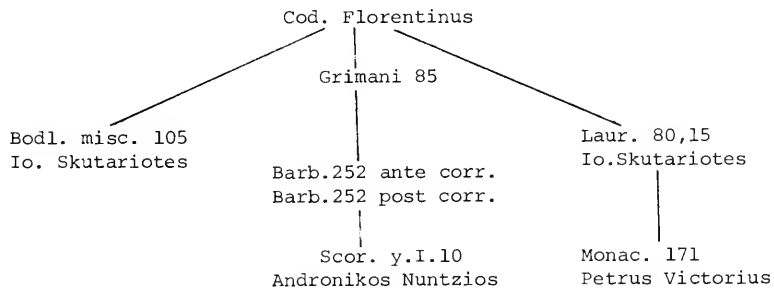 Cod. Florentinus
Grimani 85
Bodl. misc. 105
Io. Skutariotes
Laur. 80,15
Io.Skutariotes
Barb.252 ante corr.
Barb.252 post corr.
Scor. y.I.10
Andronikos Nuntzios
Monac. 171
Petrus Victorius